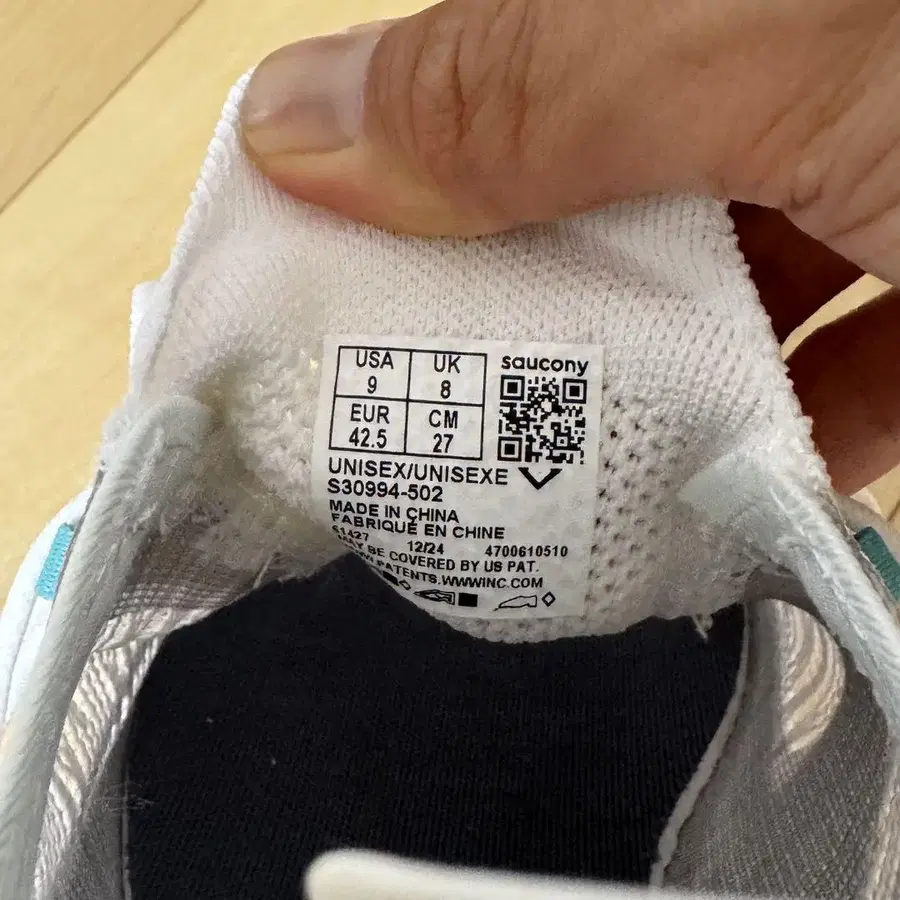 USA 9 UK 8
EUR 42.5 CM 27
saucony
UNISEX/UNISEXE
S30994-502
MADE IN CHINA
FABRIQUÉ EN CHINE
12/24 4700610510
MAY BE COVERED BY US PAT.
PATENTS.WWWINC.COM